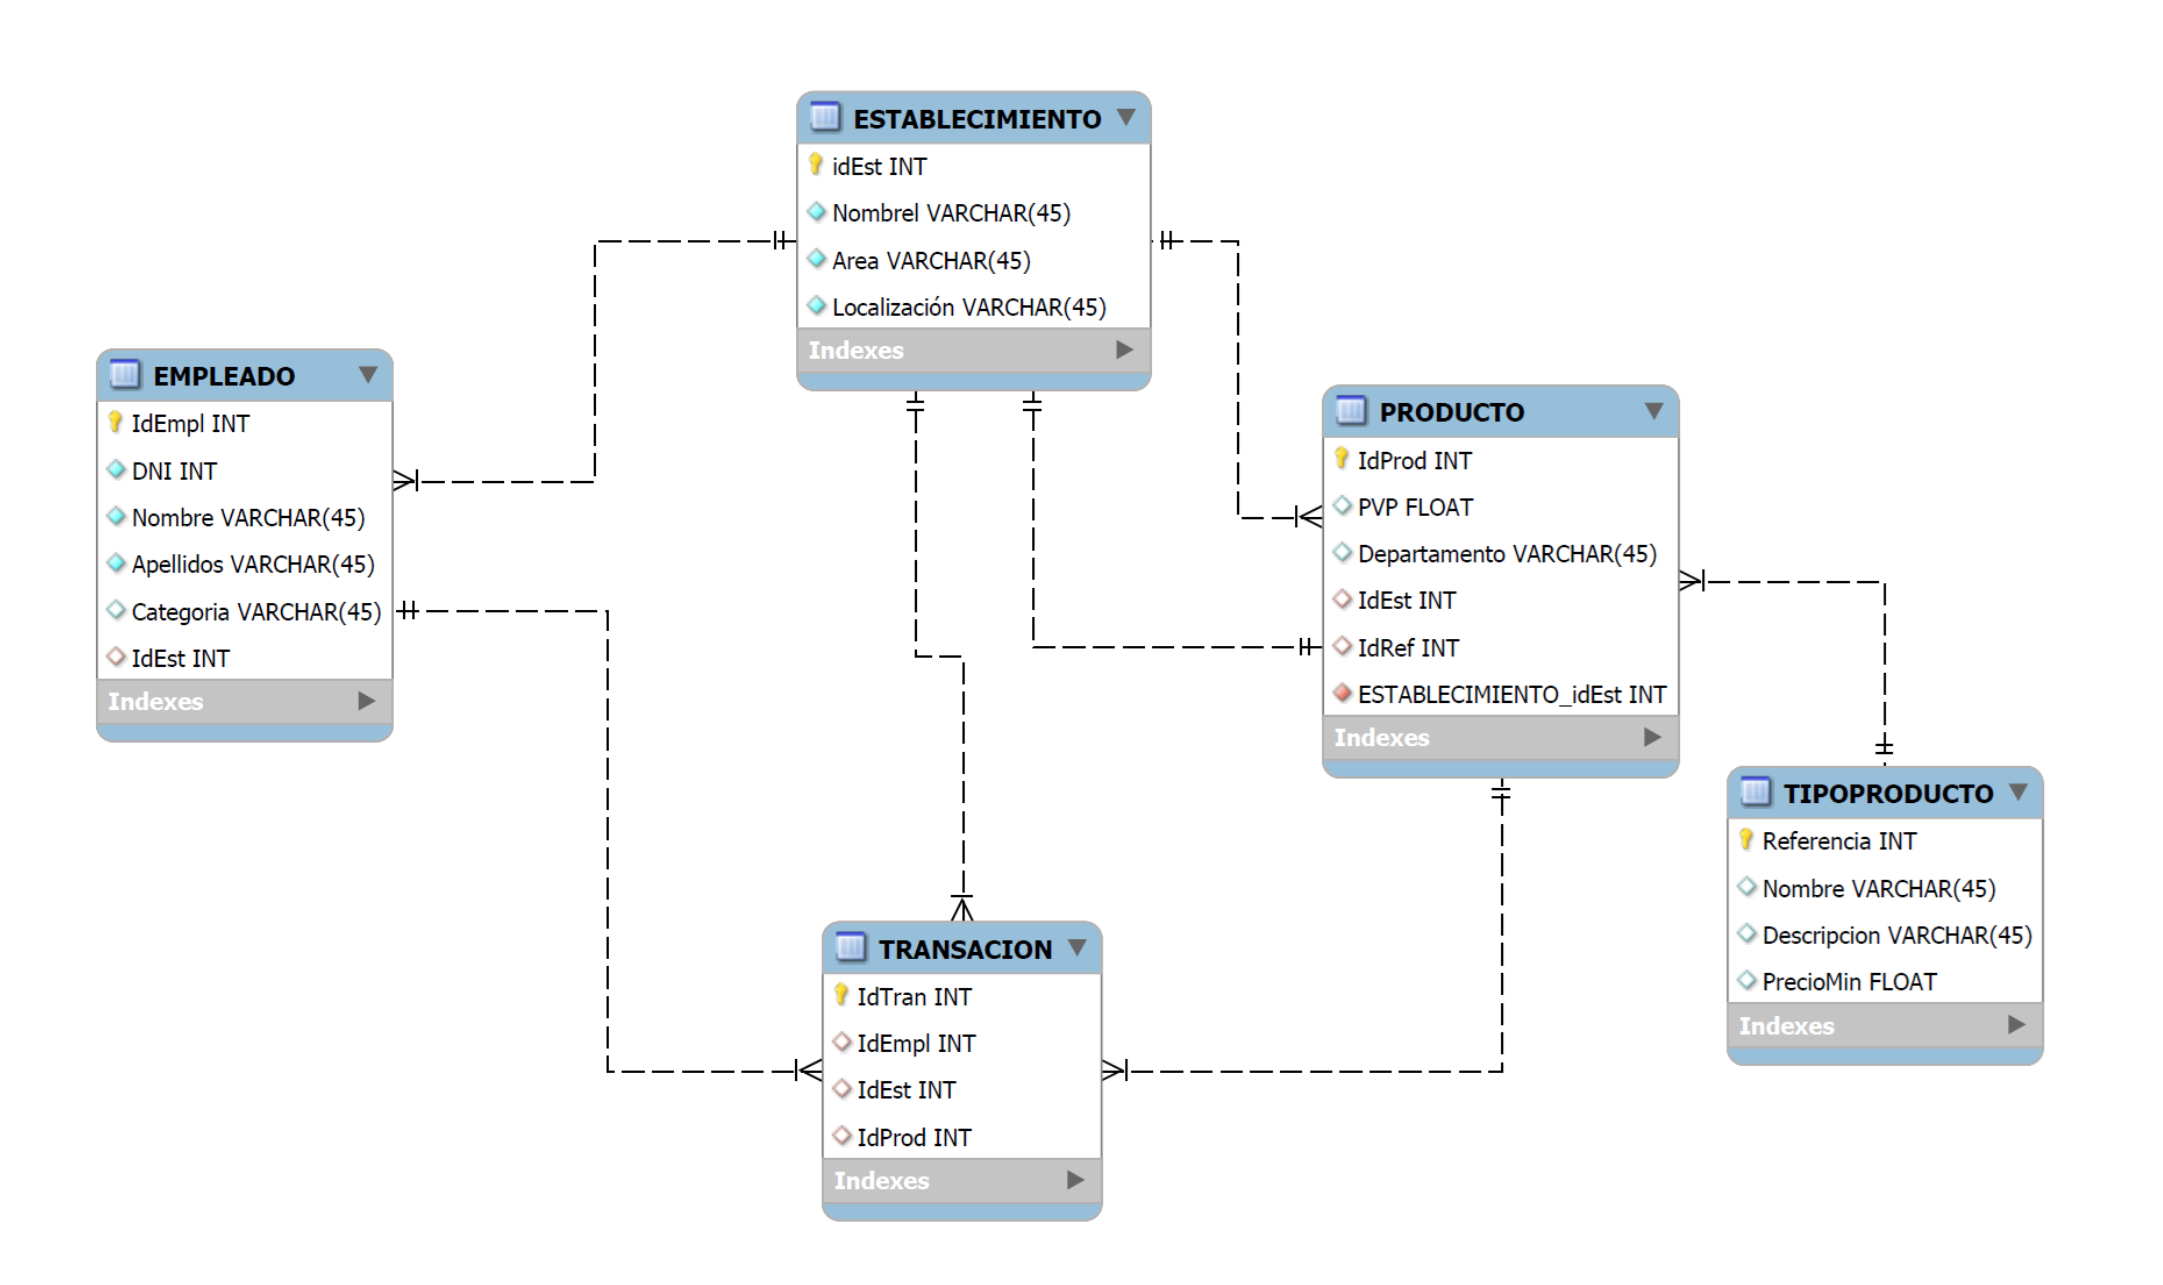 ESTABLECIMIENTO
idEst INT
Nombrel VARCHAR(45)
Area VARCHAR(45)
Localización VARCHAR(45)
Indexes
EMPLEADO
IdEmpl INT
DNI INT
Nombre VARCHAR(45)
Apellidos VARCHAR(45)
Categoria VARCHAR(45)
IdEst INT
Indexes
PRODUCTO
IdProd INT
PVP FLOAT
Departamento VARCHAR(45)
IdEst INT
IdRef INT
ESTABLECIMIENTO_idEst INT
Indexes
TIPOPRODUCTO
Referencia INT
Nombre VARCHAR(45)
Descripcion VARCHAR(45)
PrecioMin FLOAT
Indexes
TRANSACION
IdTran INT
IdEmpl INT
IdEst INT
IdProd INT
Indexes